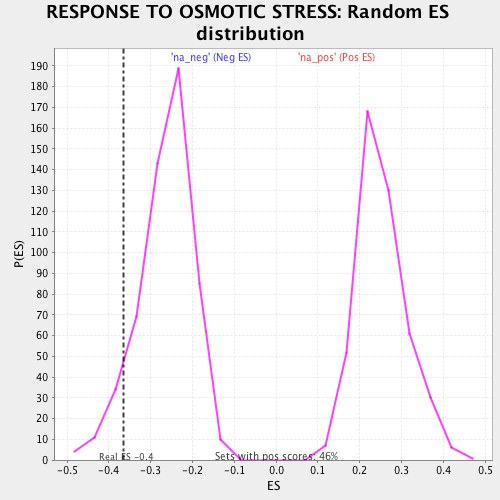 RESPONSE TO OSMOTIC STRESS: Random ES
distribution
'na_neg' (Neg ES) 'na_pos' (Pos ES)
190
180
170
160
150
140
130
120
110
100
90
80
70
60
50
40
30
20
10
0
P(ES)
Real ES -0.4 Sets with pos scores: 46%
-0.5 -0.4 -0.3 -0.2 -0.1 0.0 0.1 0.2 0.3 0.4 0.5
ES